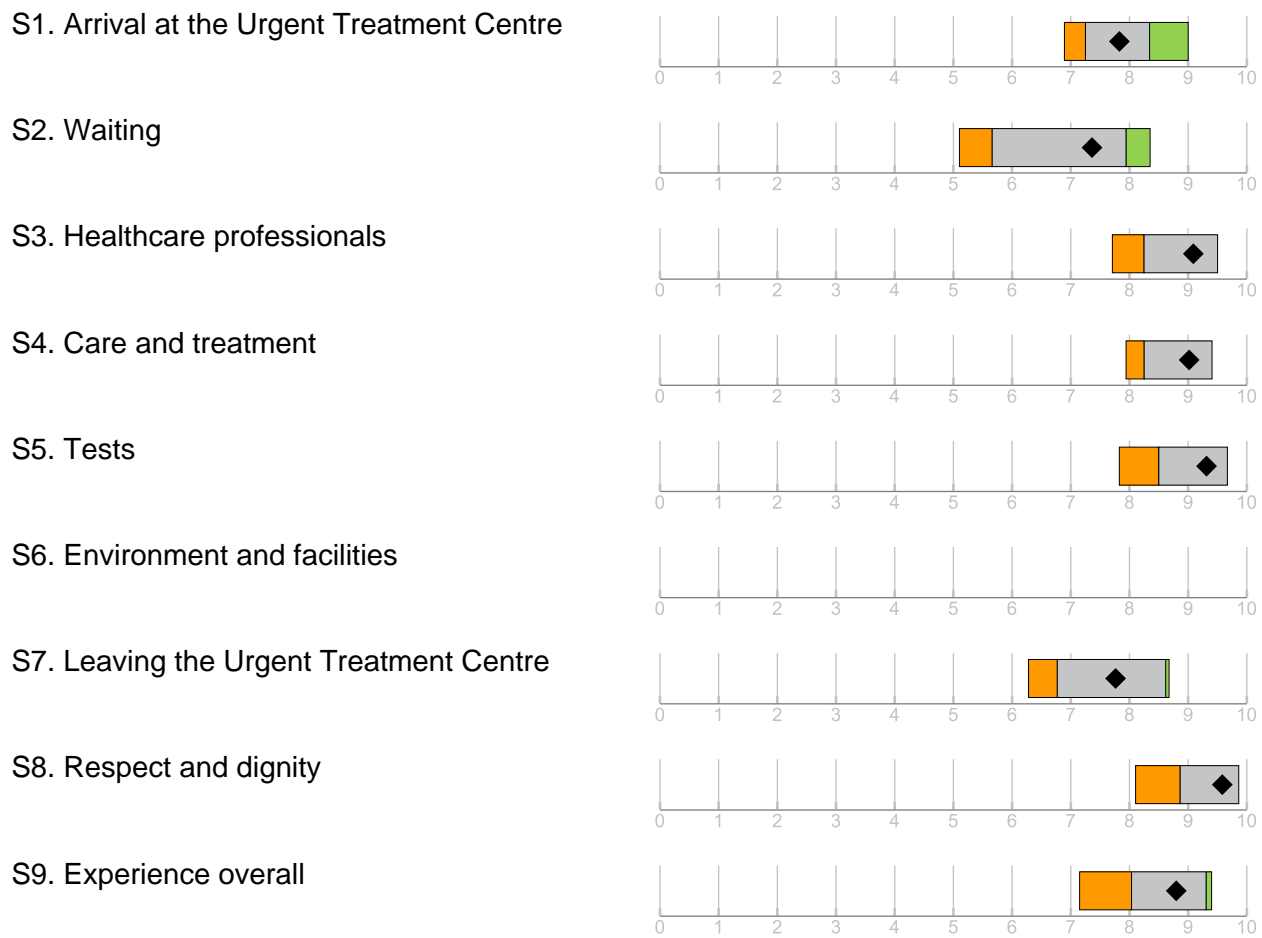 S1. Arrival at the Urgent Treatment Centre
0 1 2 3 4 5 6 7 8 9 10
S2. Waiting
0 1 2 3 4 5 6 7 8 9 10
S3. Healthcare professionals
0 1 2 3 4 5 6 7 8 9 10
S4. Care and treatment
0 1 2 3 4 5 6 7 8 9 10
S5. Tests
0 1 2 3 4 5 6 7 8 9 10
S6. Environment and facilities
0 1 2 3 4 5 6 7 8 9 10
S7. Leaving the Urgent Treatment Centre
0 1 2 3 4 5 6 7 8 9 10
S8. Respect and dignity
0 1 2 3 4 5 6 7 8 9 10
S9. Experience overall
0 1 2 3 4 5 6 7 8 9 10